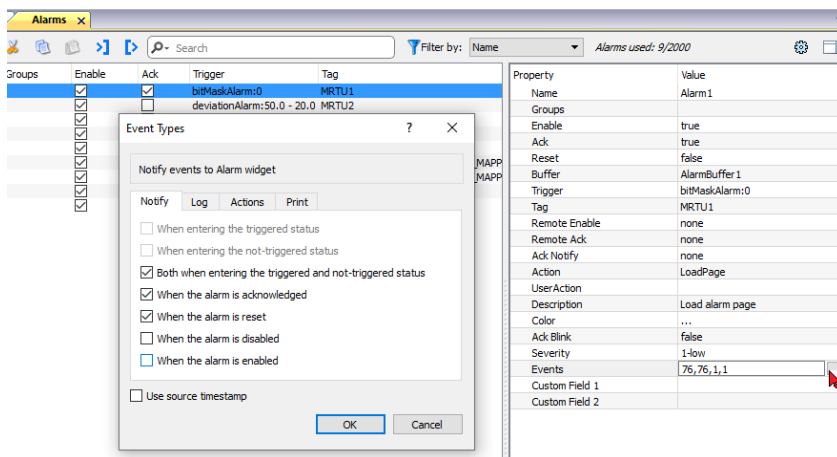 Alarms
Search
Filter by: Name
Alarms used: 9/2000
Groups Enable Ack Trigger Tag
bitMaskAlarm:0 MRTU1
deviationAlarm:50.0 - 20.0 MRTU2
_MAPP
_MAPP
Event Types
Notify events to Alarm widget
Notify Log Actions Print
When entering the triggered status
When entering the not-triggered status
Both when entering the triggered and not-triggered status
When the alarm is acknowledged
When the alarm is reset
When the alarm is disabled
When the alarm is enabled
Use source timestamp
OK Cancel
Property Value
Name Alarm1
Groups
Enable true
Ack true
Reset false
Buffer AlarmBuffer1
Trigger bitMaskAlarm:0
Tag MRTU1
Remote Enable none
Remote Ack none
Ack Notify none
Action LoadPage
UserAction
Description Load alarm page
Color ...
Ack Blink false
Severity 1-low
Events 76,76,1,1
Custom Field 1
Custom Field 2